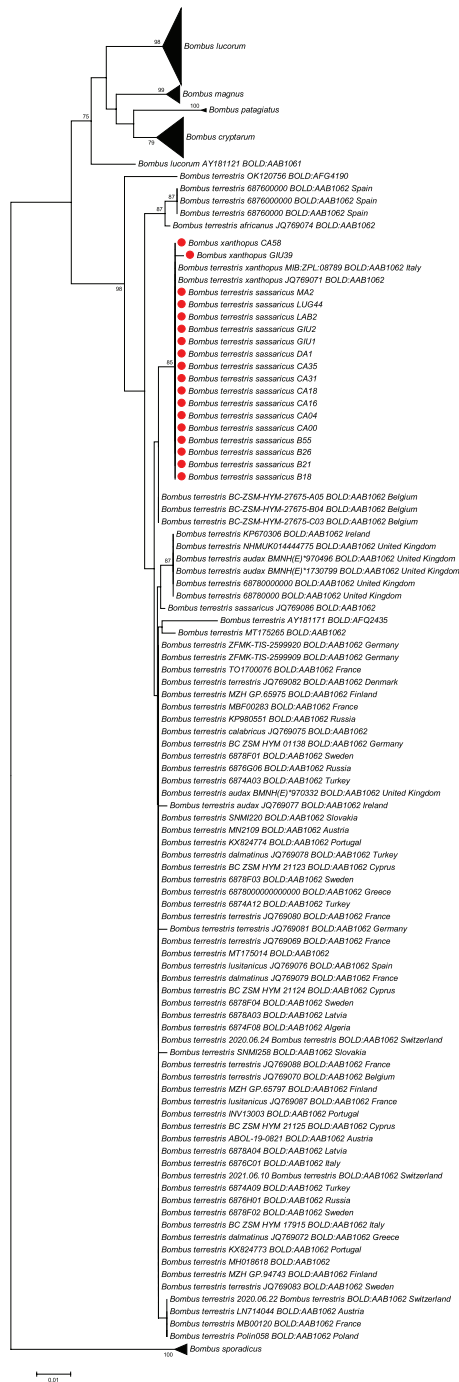 98
Bombus lucorum
99
Bombus magnus
100
Bombus patagiatus
75
79
Bombus cryptarum
Bombus lucorum AY181121 BOLD:AAB1061
Bombus terrestris OK120756 BOLD:AFG4190
Bombus terrestris 687600000 BOLD:AAB1062 Spain
87
Bombus terrestris 6876000000 BOLD:AAB1062 Spain
87
Bombus terrestris 68760000 BOLD:AAB1062 Spain
Bombus terrestris africanus JQ769074 BOLD:AAB1062
Bombus xanthopus CA58
Bombus xanthopus GIU39
Bombus terrestris xanthopus MIB:ZPL:08789 BOLD:AAB1062 Italy
Bombus terrestris xanthopus JQ769071 BOLD:AAB1062
98
Bombus terrestris sassaricus MA2
Bombus terrestris sassaricus LUG44
Bombus terrestris sassaricus LAB2
Bombus terrestris sassaricus GIU2
Bombus terrestris sassaricus GIU1
Bombus terrestris sassaricus DA1
85
Bombus terrestris sassaricus CA35
Bombus terrestris sassaricus CA31
Bombus terrestris sassaricus CA18
Bombus terrestris sassaricus CA16
Bombus terrestris sassaricus CA04
Bombus terrestris sassaricus CA00
Bombus terrestris sassaricus B55
Bombus terrestris sassaricus B26
Bombus terrestris sassaricus B21
Bombus terrestris sassaricus B18
Bombus terrestris BC-ZSM-HYM-27675-A05 BOLD:AAB1062 Belgium
Bombus terrestris BC-ZSM-HYM-27675-B04 BOLD:AAB1062 Belgium
Bombus terrestris BC-ZSM-HYM-27675-C03 BOLD:AAB1062 Belgium
Bombus terrestris KP670306 BOLD:AAB1062 Ireland
Bombus terrestris NHMUK014444775 BOLD:AAB1062 United Kingdom
87
Bombus terrestris audax BMNH(E)*970496 BOLD:AAB1062 United Kingdom
Bombus terrestris audax BMNH(E)*1730799 BOLD:AAB1062 United Kingdom
Bombus terrestris 68780000000 BOLD:AAB1062 United Kingdom
Bombus terrestris 68780000 BOLD:AAB1062 United Kingdom
Bombus terrestris sassaricus JQ769086 BOLD:AAB1062
Bombus terrestris AY181171 BOLD:AFQ2435
Bombus terrestris MT175265 BOLD:AAB1062
Bombus terrestris ZFMK-TIS-2599920 BOLD:AAB1062 Germany
Bombus terrestris ZFMK-TIS-2599909 BOLD:AAB1062 Germany
Bombus terrestris TO1700076 BOLD:AAB1062 France
Bombus terrestris terrestris JQ769082 BOLD:AAB1062 Denmark
Bombus terrestris MZH GP.65975 BOLD:AAB1062 Finland
Bombus terrestris MBF00283 BOLD:AAB1062 France
Bombus terrestris KP980551 BOLD:AAB1062 Russia
Bombus terrestris calabricus JQ769075 BOLD:AAB1062
Bombus terrestris BC ZSM HYM 01138 BOLD:AAB1062 Germany
Bombus terrestris 6878F01 BOLD:AAB1062 Sweden
Bombus terrestris 6876G06 BOLD:AAB1062 Russia
Bombus terrestris 6874A03 BOLD:AAB1062 Turkey
Bombus terrestris audax BMNH(E)*970332 BOLD:AAB1062 United Kingdom
Bombus terrestris audax JQ769077 BOLD:AAB1062 Ireland
Bombus terrestris SNMI220 BOLD:AAB1062 Slovakia
Bombus terrestris MN2109 BOLD:AAB1062 Austria
Bombus terrestris KX824774 BOLD:AAB1062 Portugal
Bombus terrestris dalmatinus JQ769078 BOLD:AAB1062 Turkey
Bombus terrestris BC ZSM HYM 21123 BOLD:AAB1062 Cyprus
Bombus terrestris 6878F03 BOLD:AAB1062 Sweden
Bombus terrestris 6878000000000000 BOLD:AAB1062 Greece
Bombus terrestris 6874A12 BOLD:AAB1062 Turkey
Bombus terrestris terrestris JQ769080 BOLD:AAB1062 France
Bombus terrestris terrestris JQ769081 BOLD:AAB1062 Germany
Bombus terrestris terrestris JQ769069 BOLD:AAB1062 France
Bombus terrestris MT175014 BOLD:AAB1062
Bombus terrestris lusitanicus JQ769076 BOLD:AAB1062 Spain
Bombus terrestris dalmatinus JQ769079 BOLD:AAB1062 France
Bombus terrestris BC ZSM HYM 21124 BOLD:AAB1062 Cyprus
Bombus terrestris 6878F04 BOLD:AAB1062 Sweden
Bombus terrestris 6878A03 BOLD:AAB1062 Latvia
Bombus terrestris 6874F08 BOLD:AAB1062 Algeria
Bombus terrestris 2020.06.24 Bombus terrestris BOLD:AAB1062 Switzerland
Bombus terrestris SNMI258 BOLD:AAB1062 Slovakia
Bombus terrestris terrestris JQ769088 BOLD:AAB1062 France
Bombus terrestris terrestris JQ769070 BOLD:AAB1062 Belgium
Bombus terrestris MZH GP.65797 BOLD:AAB1062 Finland
Bombus terrestris lusitanicus JQ769087 BOLD:AAB1062 France
Bombus terrestris INV13003 BOLD:AAB1062 Portugal
Bombus terrestris BC ZSM HYM 21125 BOLD:AAB1062 Cyprus
Bombus terrestris ABOL-19-0821 BOLD:AAB1062 Austria
Bombus terrestris 6878A04 BOLD:AAB1062 Latvia
Bombus terrestris 6876C01 BOLD:AAB1062 Italy
Bombus terrestris 2021.06.10 Bombus terrestris BOLD:AAB1062 Switzerland
Bombus terrestris 6874A09 BOLD:AAB1062 Turkey
Bombus terrestris 6876H01 BOLD:AAB1062 Russia
Bombus terrestris 6878F02 BOLD:AAB1062 Sweden
Bombus terrestris BC ZSM HYM 17915 BOLD:AAB1062 Italy
Bombus terrestris dalmatinus JQ769072 BOLD:AAB1062 Greece
Bombus terrestris KX824773 BOLD:AAB1062 Portugal
Bombus terrestris MH018618 BOLD:AAB1062
Bombus terrestris MZH GP.94743 BOLD:AAB1062 Finland
Bombus terrestris terrestris JQ769083 BOLD:AAB1062 Sweden
Bombus terrestris 2020.06.22 Bombus terrestris BOLD:AAB1062 Switzerland
Bombus terrestris LN714044 BOLD:AAB1062 Austria
Bombus terrestris MB00120 BOLD:AAB1062 France
Bombus terrestris Polin058 BOLD:AAB1062 Poland
100
Bombus sporadicus
0.01